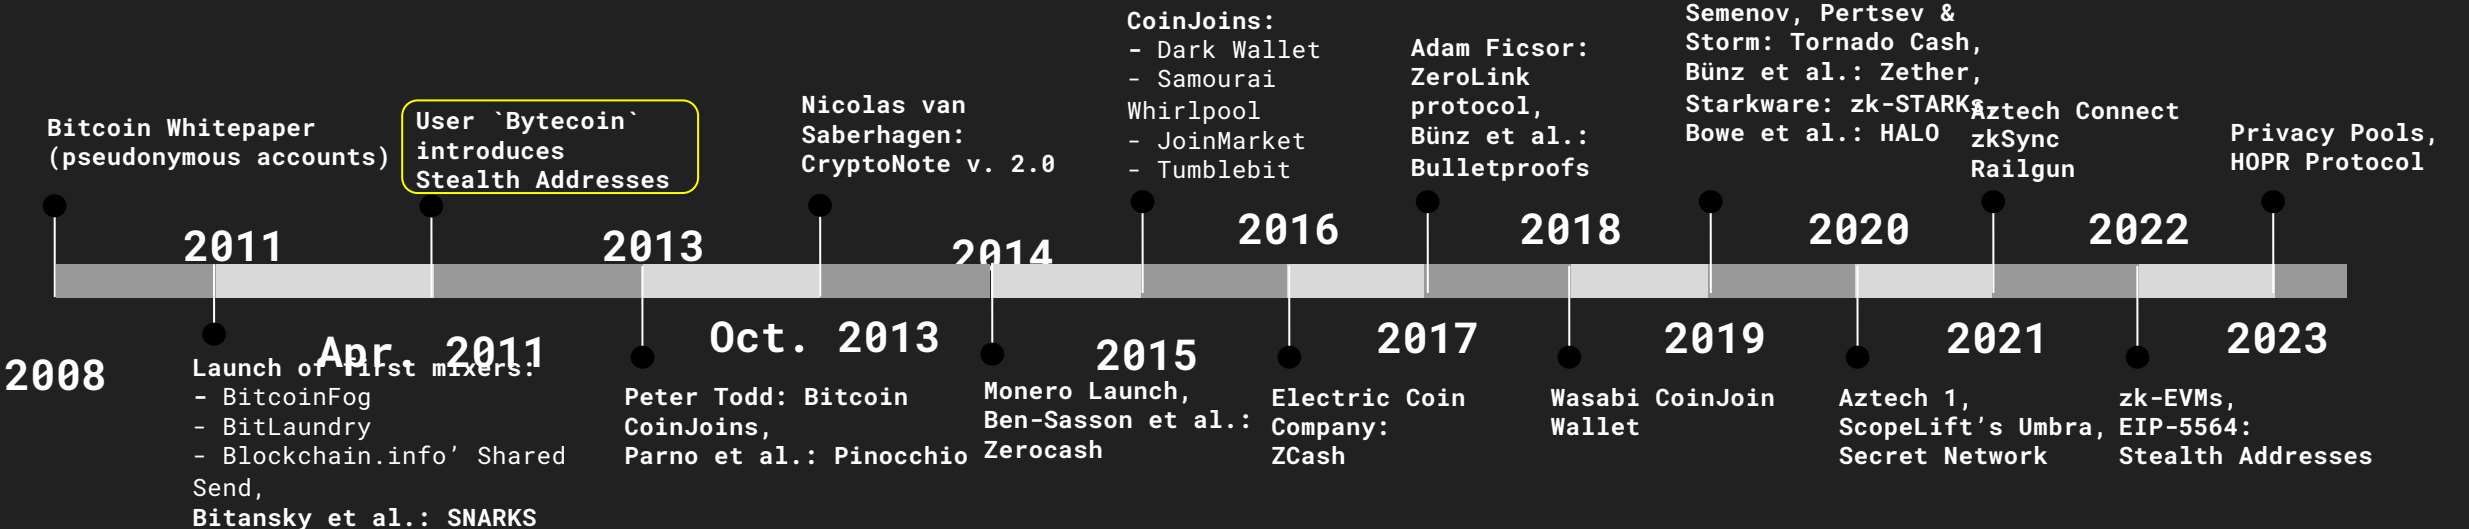 Bitcoin Whitepaper
(pseudonymous accounts)
2008
2011
Launch of first mixers:
- BitcoinFog
- BitLaundry
- Blockchain.info’ Shared
Send,
Bitansky et al.: SNARKS
User `Bytecoin`
introduces
Stealth Addresses
Apr. 2011
2013
Peter Todd: Bitcoin
CoinJoins,
Parno et al.: Pinocchio
Nicolas van
Saberhagen:
CryptoNote v. 2.0
Oct. 2013
2014
Monero Launch,
Ben-Sasson et al.:
Zerocash
CoinJoins:
- Dark Wallet
- Samourai
Whirlpool
- JoinMarket
- Tumblebit
2015
2016
Electric Coin
Company:
ZCash
Adam Ficsor:
ZeroLink
protocol,
Bünz et al.:
Bulletproofs
2017
2018
Wasabi CoinJoin
Wallet
Semenov, Pertsev &
Storm: Tornado Cash,
Bünz et al.: Zether,
Starkware: zk-STARKs,
Bowe et al.: HALO
2019
2020
Aztech 1,
ScopeLift’s Umbra,
Secret Network
Aztech Connect
zkSync
Railgun
2021
2022
zk-EVMs,
EIP-5564:
Stealth Addresses
Privacy Pools,
HOPR Protocol
2023